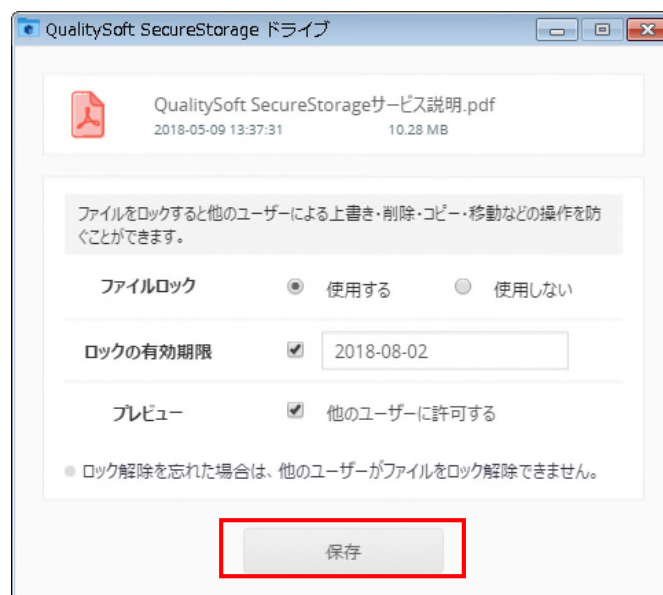 QualitySoft SecureStorage ドライブ
QualitySoft SecureStorageサービス説明.pdf
2018-05-09 13:37:31 10.28 MB
ファイルをロックすると他のユーザーによる上書き・削除・コピー・移動などの操作を防
ぐことができます。
ファイルロック 使用する 使用しない
ロックの有効期限 2018-08-02
プレビュー 他のユーザーに許可する
ロック解除を忘れた場合は、他のユーザーがファイルをロック解除できません。
保存